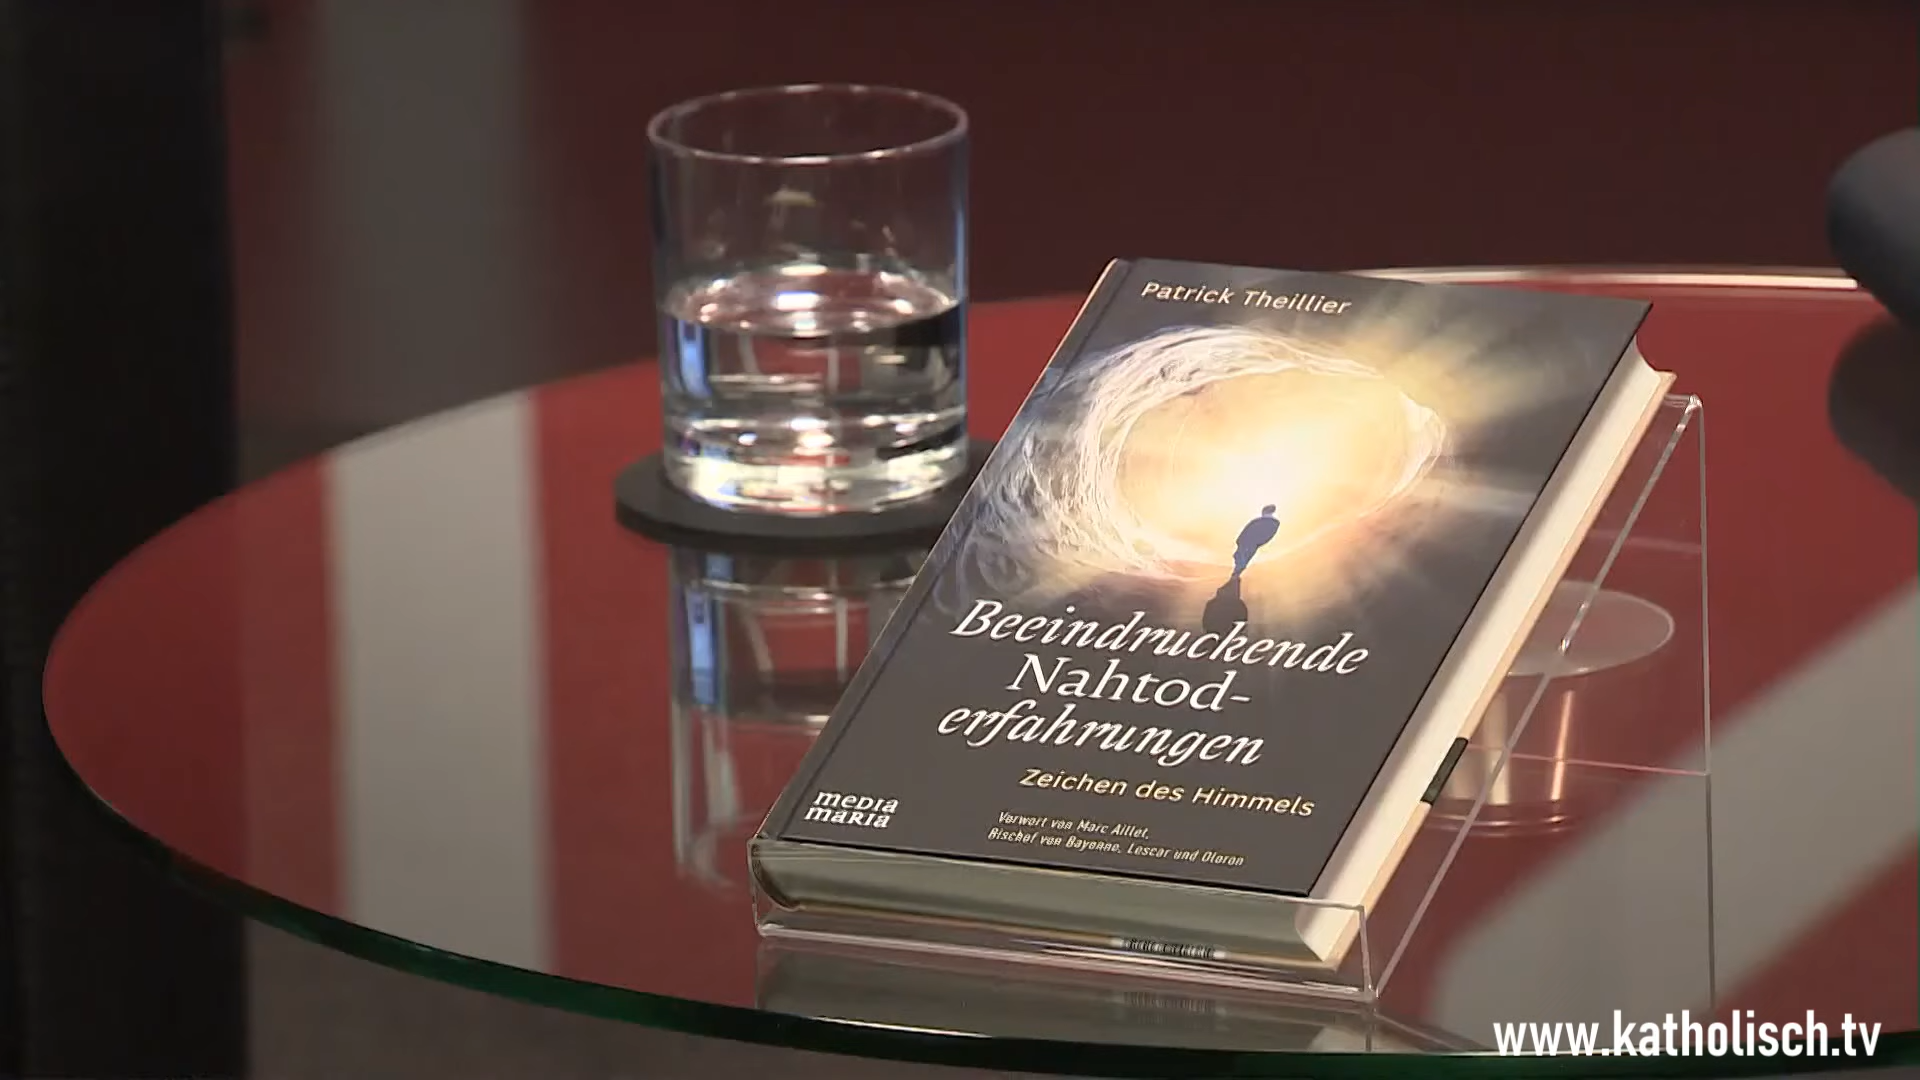 Patrick Theillier
Beeindruckende
Nahtod-
erfahrungen
Zeichen des Himmels
media
maria
Vorwort von Marc Aillet,
Bischof von Bayonne, Lescar und Oloron
www.katholisch.tv